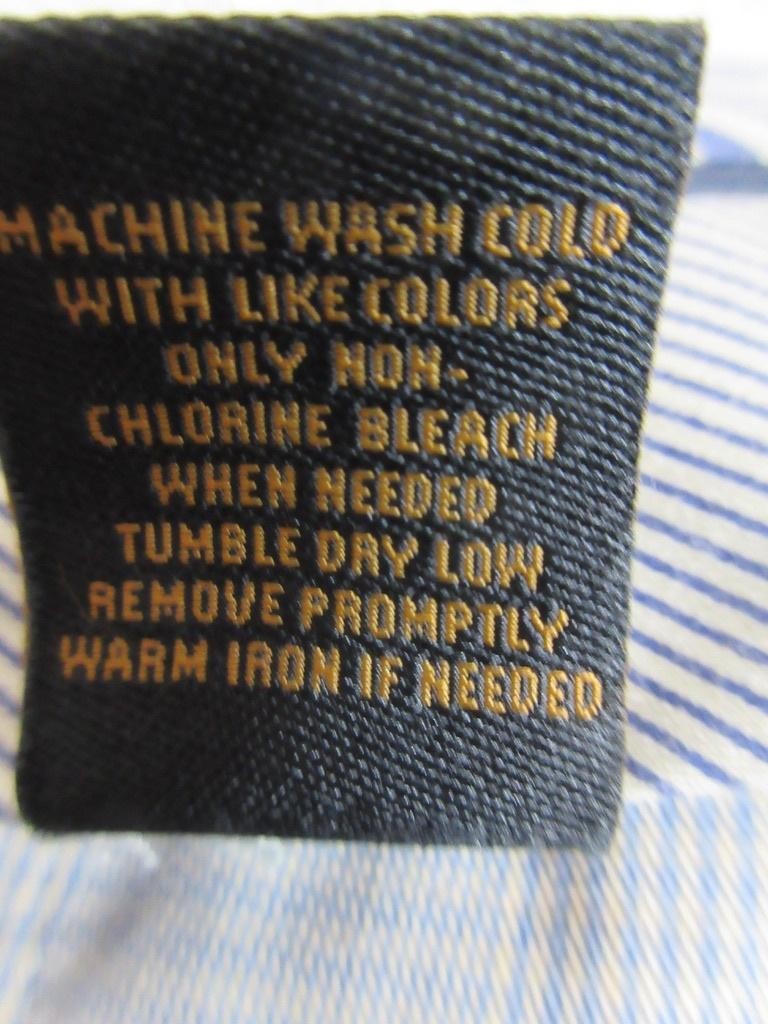 MACHINE WASH COLD
WITH LIKE COLORS
ONLY NON-
CHLORINE BLEACH
WHEN NEEDED
TUMBLE DRY LOW
REMOVE PROMPTLY
WARM IRON IF NEEDED